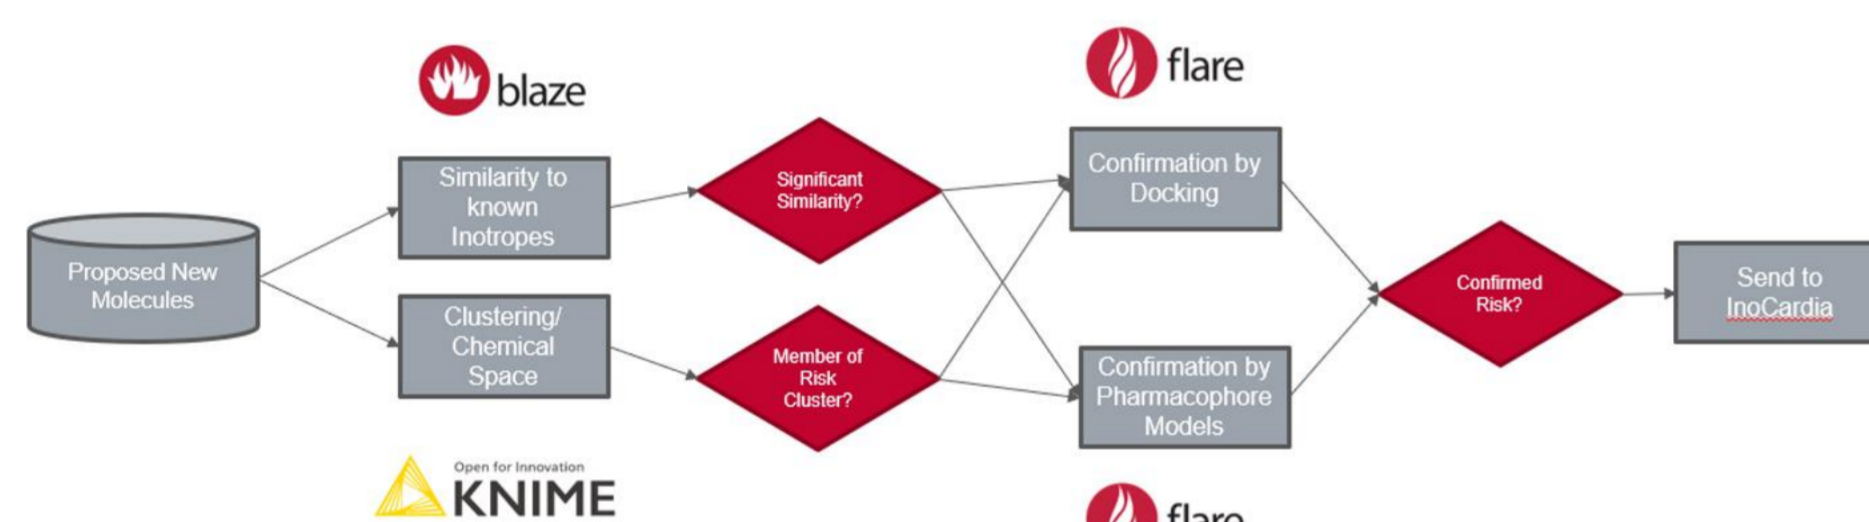 blaze
flare
Proposed New
Molecules
Similarity to
known
Inotropes
Clustering/
Chemical
Space
Open for Innovation
KNIME
Significant
Similarity?
Member of
Risk
Cluster?
Confirmation by
Docking
Confirmation by
Pharmacophore
Models
flare
Confirmed
Risk?
Send to
InoCardia